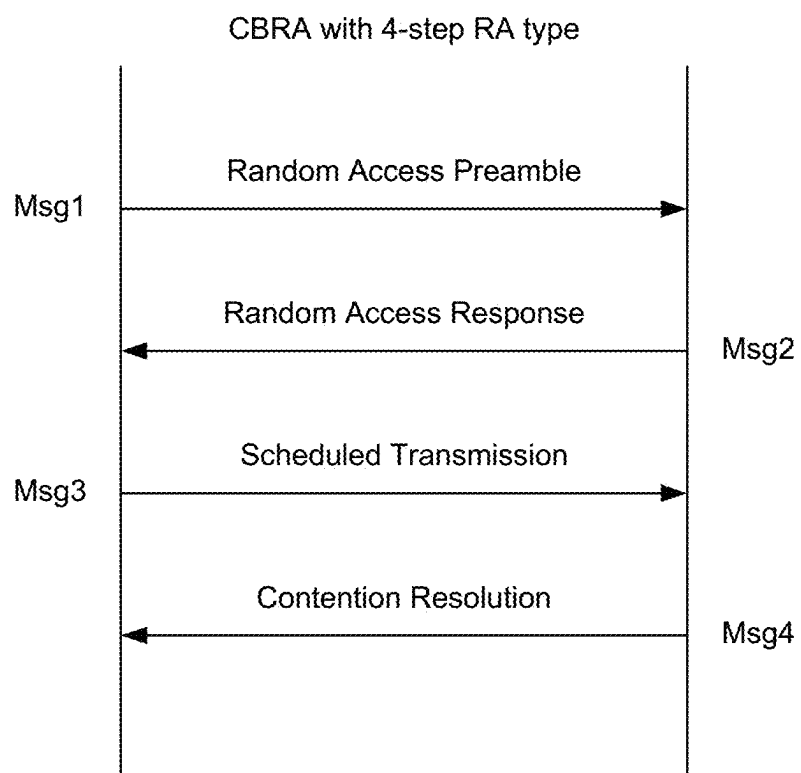 CBRA with 4-step RA type
Random Access Preamble
Msg1
Random Access Response
Msg2
Scheduled Transmission
Msg3
Contention Resolution
Msg4